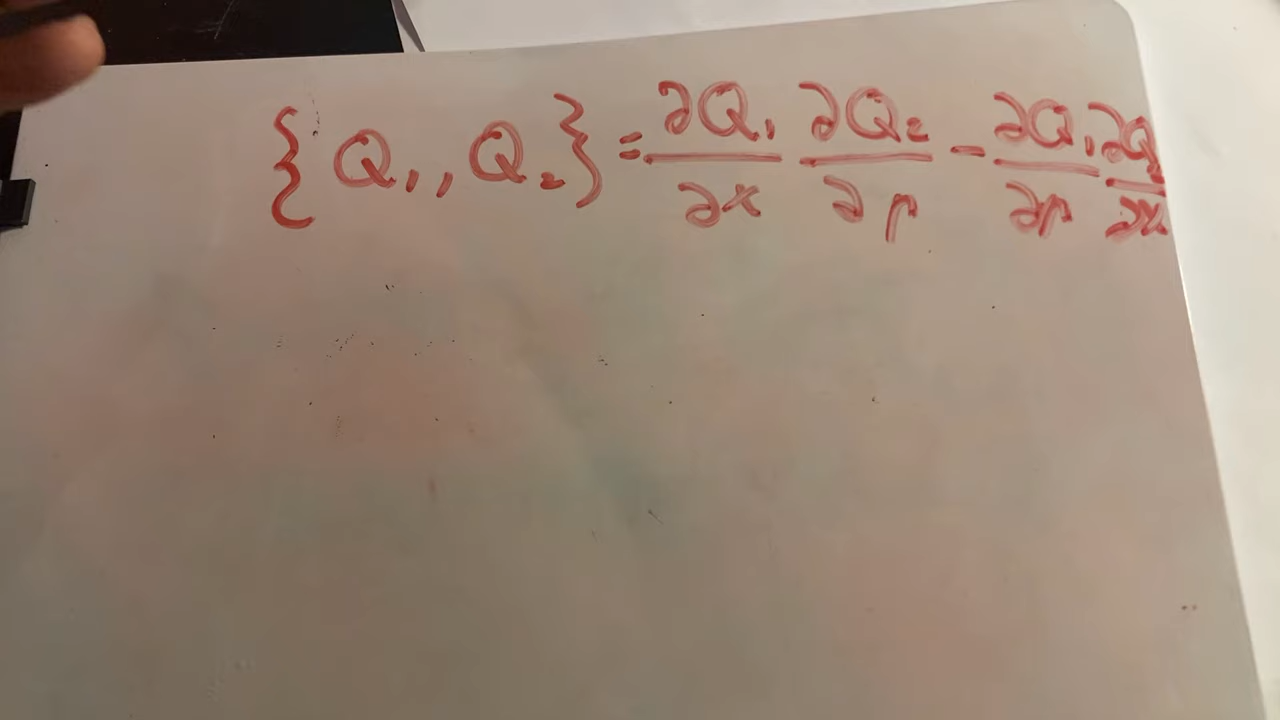 {Q₁, Q₂} = ∂Q₁/∂x ∂Q₂/∂p - ∂Q₁/∂p ∂Q₂/∂x